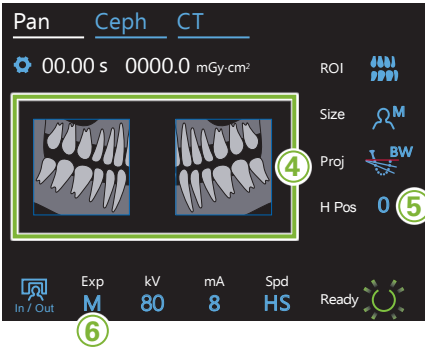 Pan Ceph CT
00.00 s 0000.0 mGy·cm²
ROI
Size M
4
Proj BW
H Pos 0 5
Exp kV mA Spd
In / Out M 80 8 HS Ready
6